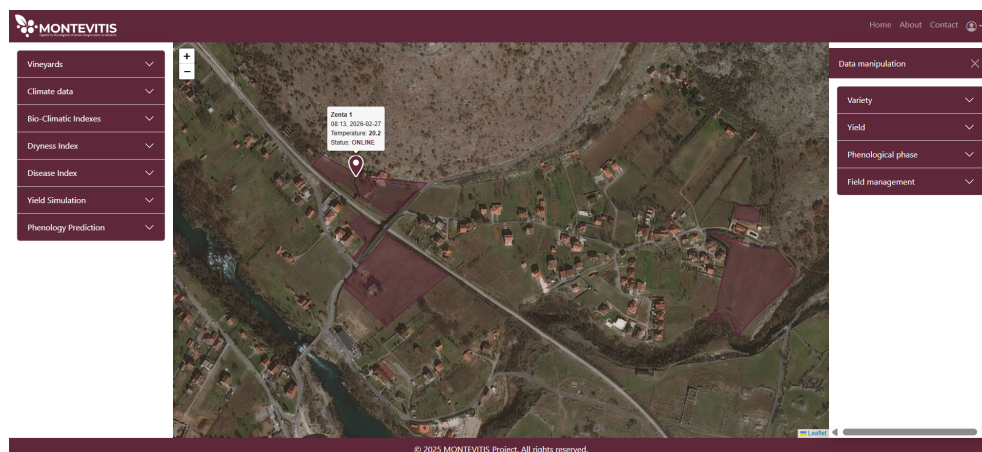 MONTEVITIS
Home About Contact
Vineyards
Climate data
Bio-Climatic Indexes
Dryness Index
Disease Index
Yield Simulation
Phenology Prediction
+
−
Zenta 1
08:13, 2026-02-27
Temperature: 20.2
Status: ONLINE
Leaflet
Data manipulation
Variety
Yield
Phenological phase
Field management
© 2025 MONTEVITIS Project. All rights reserved.